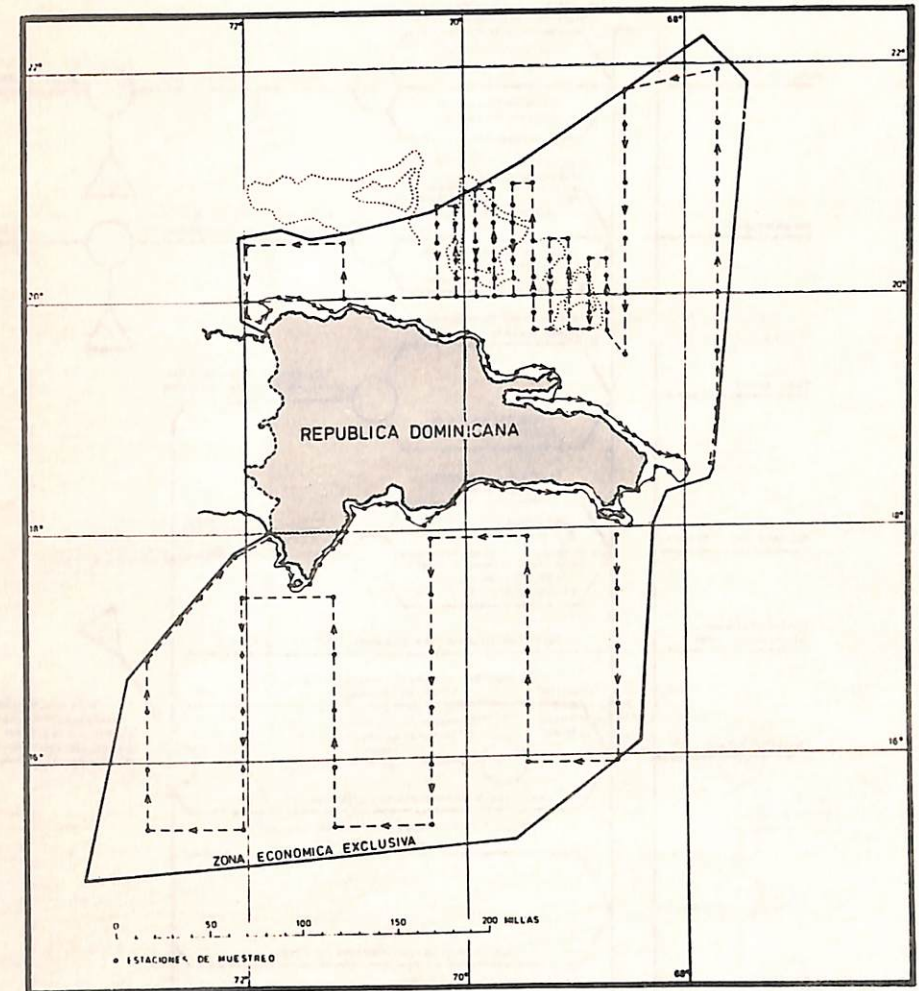 72° 70° 68°
22° 22°
20° 20°
REPUBLICA DOMINICANA
18° 18°
16° 16°
ZONA ECONOMICA EXCLUSIVA
0 50 100 150 200 MILLAS
ESTACIONES DE MUESTREO
72° 70° 68°